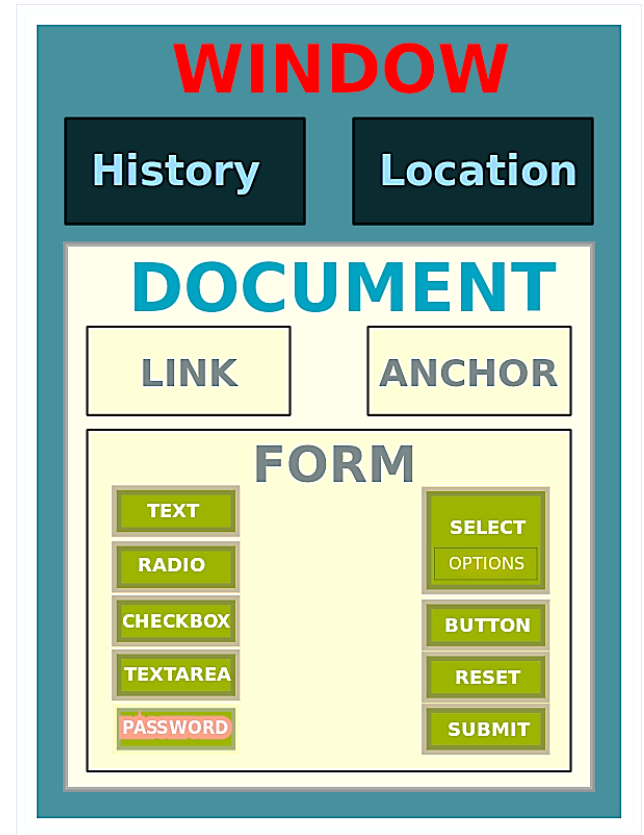 WINDOW
History
Location
DOCUMENT
LINK
ANCHOR
FORM
TEXT
RADIO
CHECKBOX
TEXTAREA
PASSWORD
SELECT
OPTIONS
BUTTON
RESET
SUBMIT